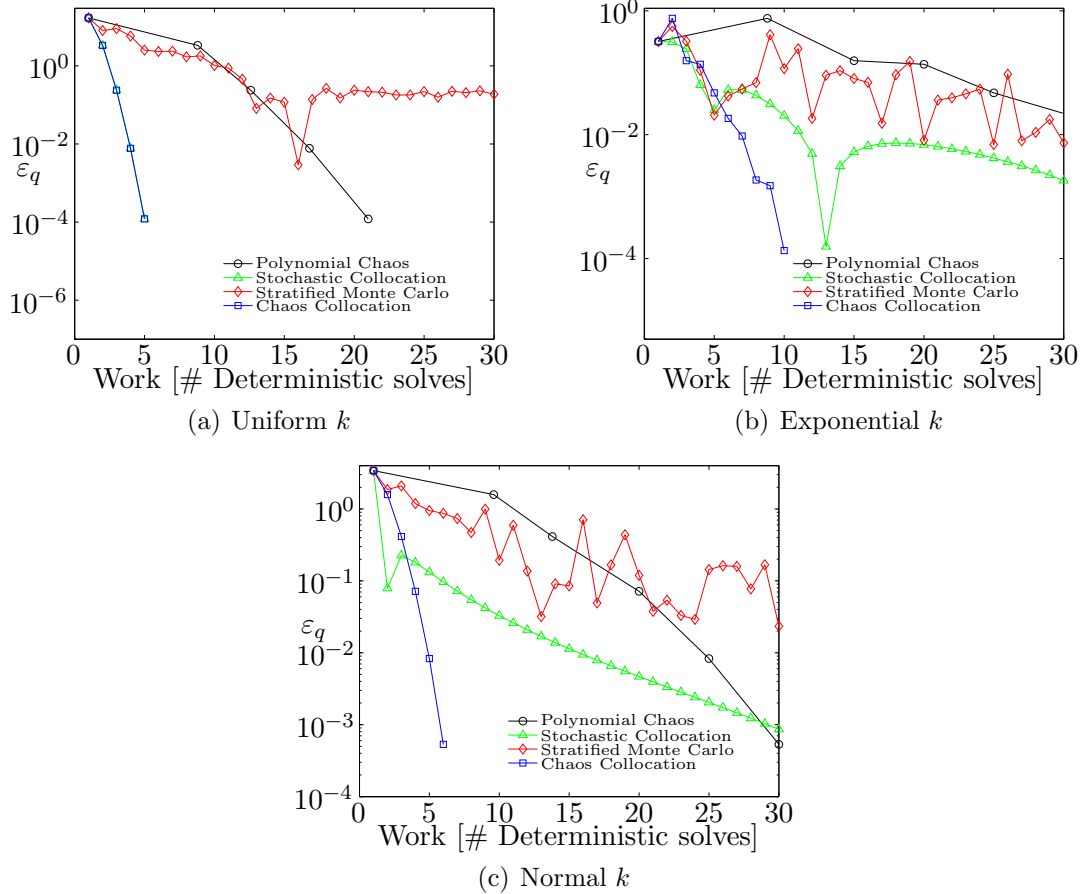 10^0
10^-2
ε_q
10^-4
10^-6
Polynomial Chaos
Stochastic Collocation
Stratified Monte Carlo
Chaos Collocation
0 5 10 15 20 25 30
Work [# Deterministic solves]
(a) Uniform k
10^0
10^-2
ε_q
10^-4
Polynomial Chaos
Stochastic Collocation
Stratified Monte Carlo
Chaos Collocation
0 5 10 15 20 25 30
Work [# Deterministic solves]
(b) Exponential k
10^0
10^-1
ε_q
10^-2
10^-3
10^-4
Polynomial Chaos
Stochastic Collocation
Stratified Monte Carlo
Chaos Collocation
0 5 10 15 20 25 30
Work [# Deterministic solves]
(c) Normal k